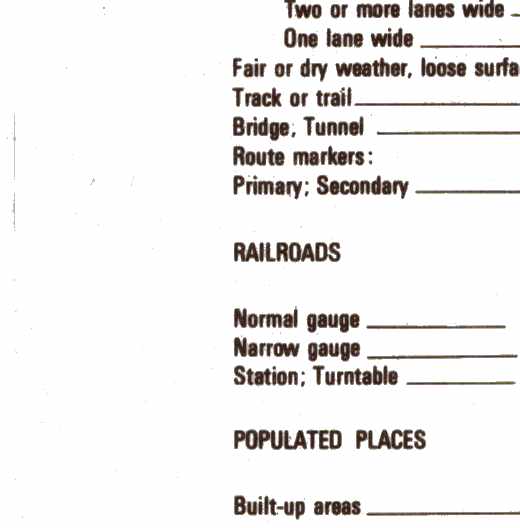 Two or more lanes wide
One lane wide
Fair or dry weather, loose surfa
Track or trail
Bridge; Tunnel
Route markers:
Primary; Secondary
RAILROADS
Normal gauge
Narrow gauge
Station; Turntable
POPULATED PLACES
Built-up areas